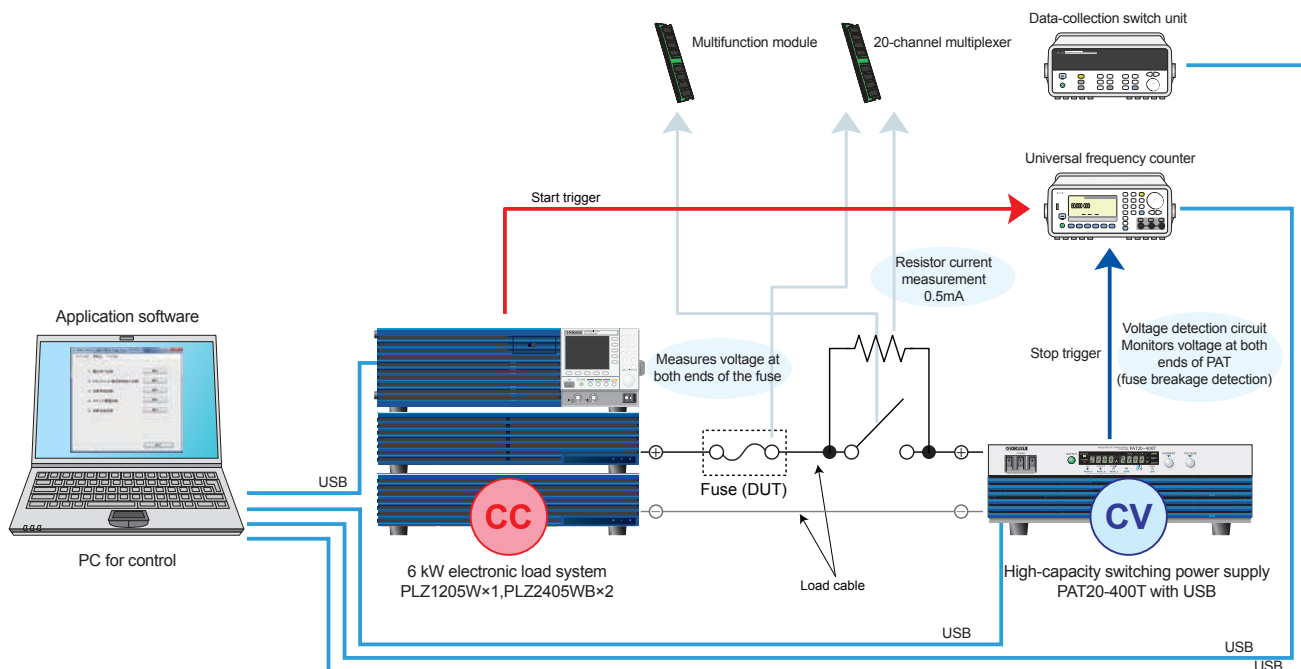 Multifunction module
20-channel multiplexer
Data-collection switch unit
Universal frequency counter
Start trigger
Resistor current
measurement
0.5mA
Application software
Measures voltage at
both ends of the fuse
Stop trigger
Voltage detection circuit
Monitors voltage at both
ends of PAT
(fuse breakage detection)
KIKUSUI
PAT20-400T
USB
Fuse (DUT)
CC
CV
PC for control
Load cable
6 kW electronic load system
PLZ1205W×1,PLZ2405WB×2
High-capacity switching power supply
PAT20-400T with USB
USB
USB
USB